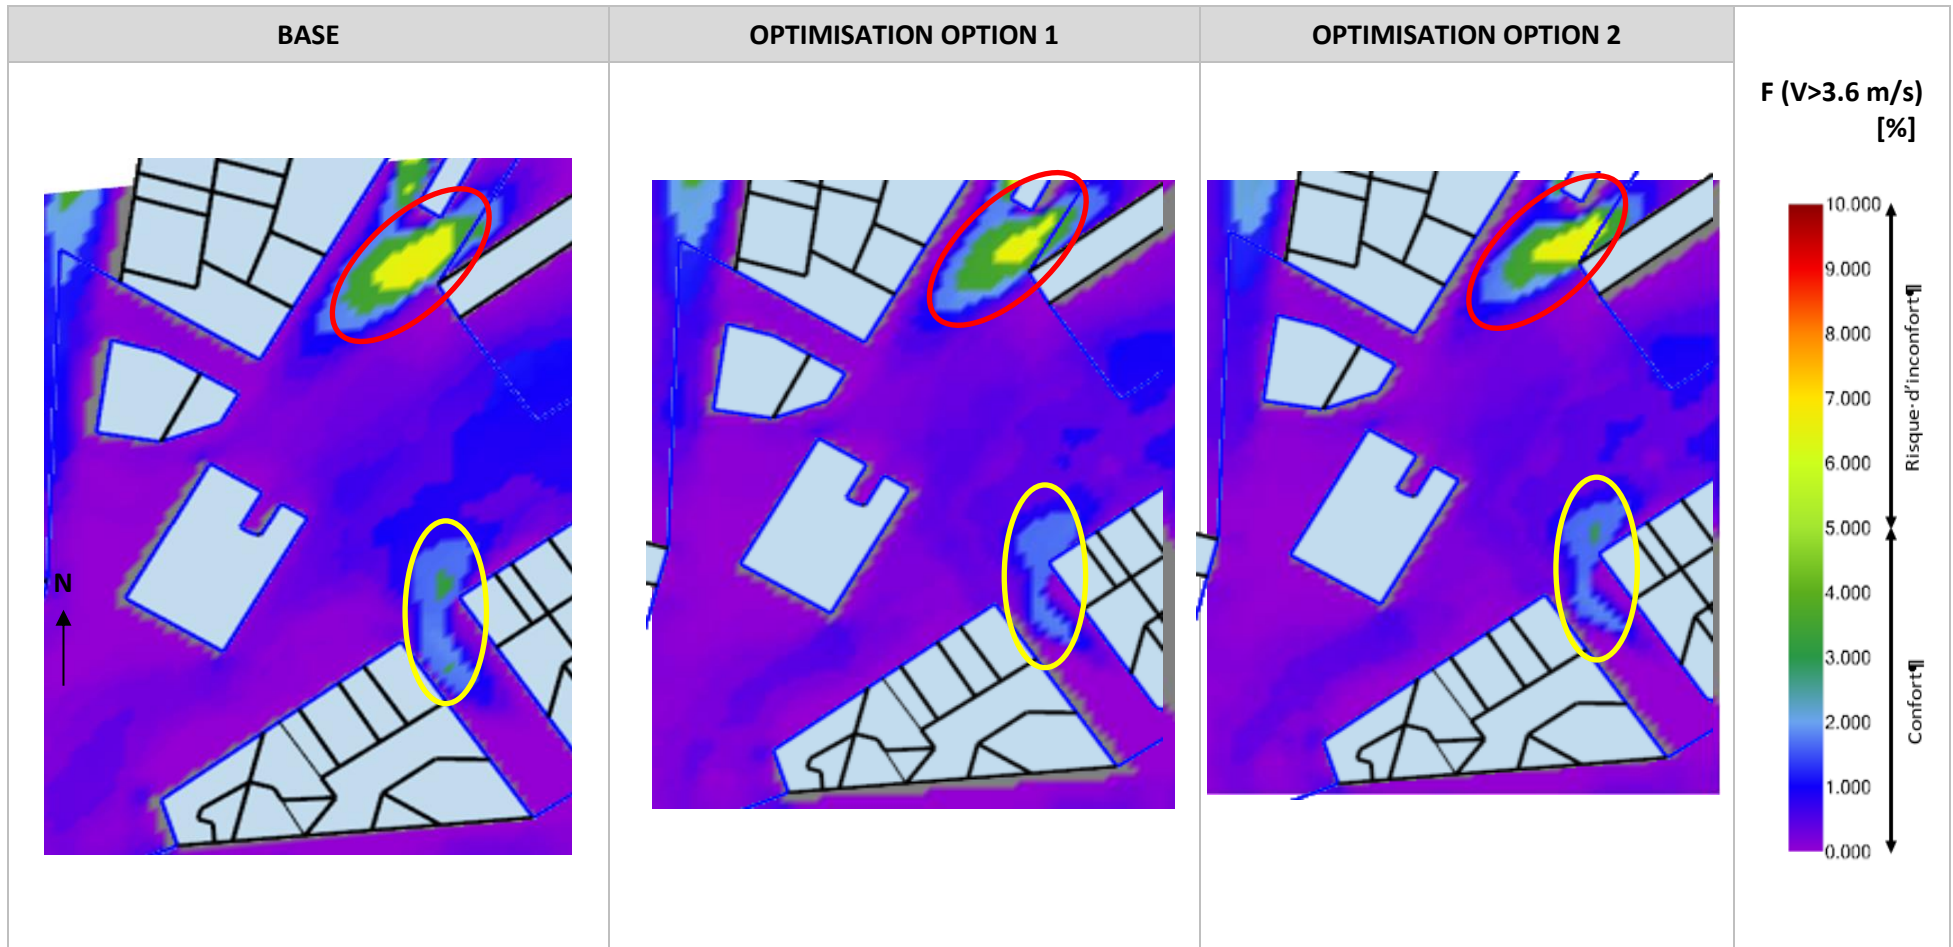 BASE
OPTIMISATION OPTION 1
OPTIMISATION OPTION 2
F (V>3.6 m/s)
[%]
N
10.000
9.000
8.000
7.000
6.000
5.000
4.000
3.000
2.000
1.000
0.000
Risque·d'inconfort¶
Confort¶